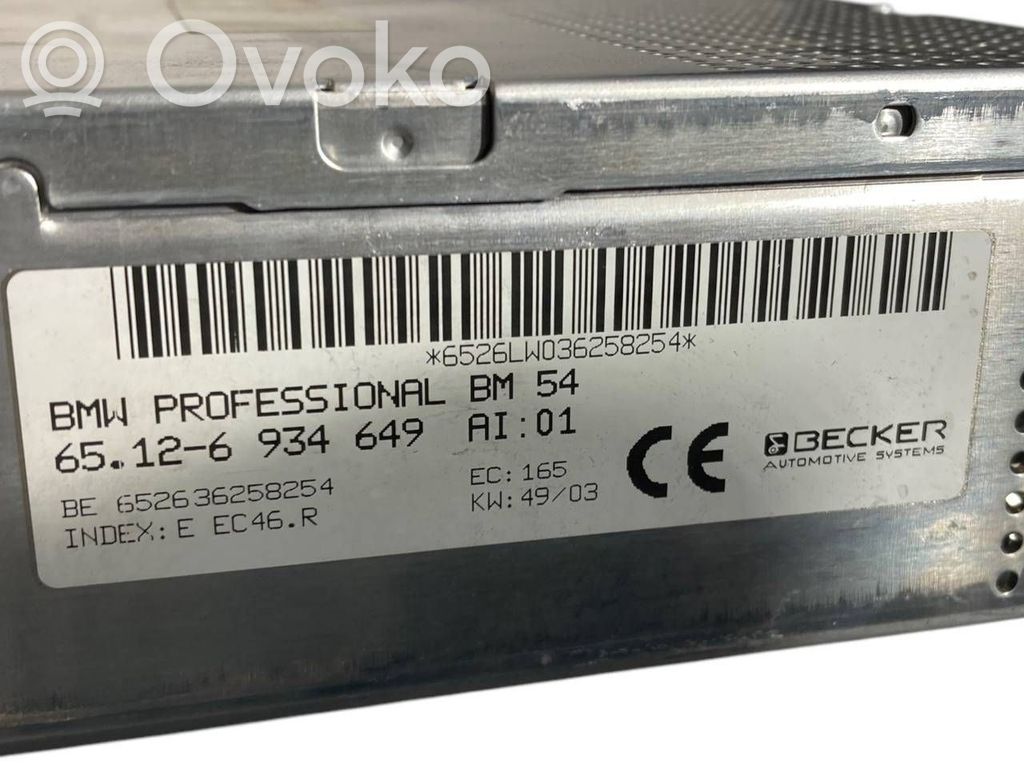 Ovoko
*6526LW036258254*
BMW PROFESSIONAL BM 54
65.12-6 934 649 AI:01
BE 652636258254 EC: 165
INDEX: E EC46.R KW: 49/03
CE
BECKER
AUTOMOTIVE SYSTEMS